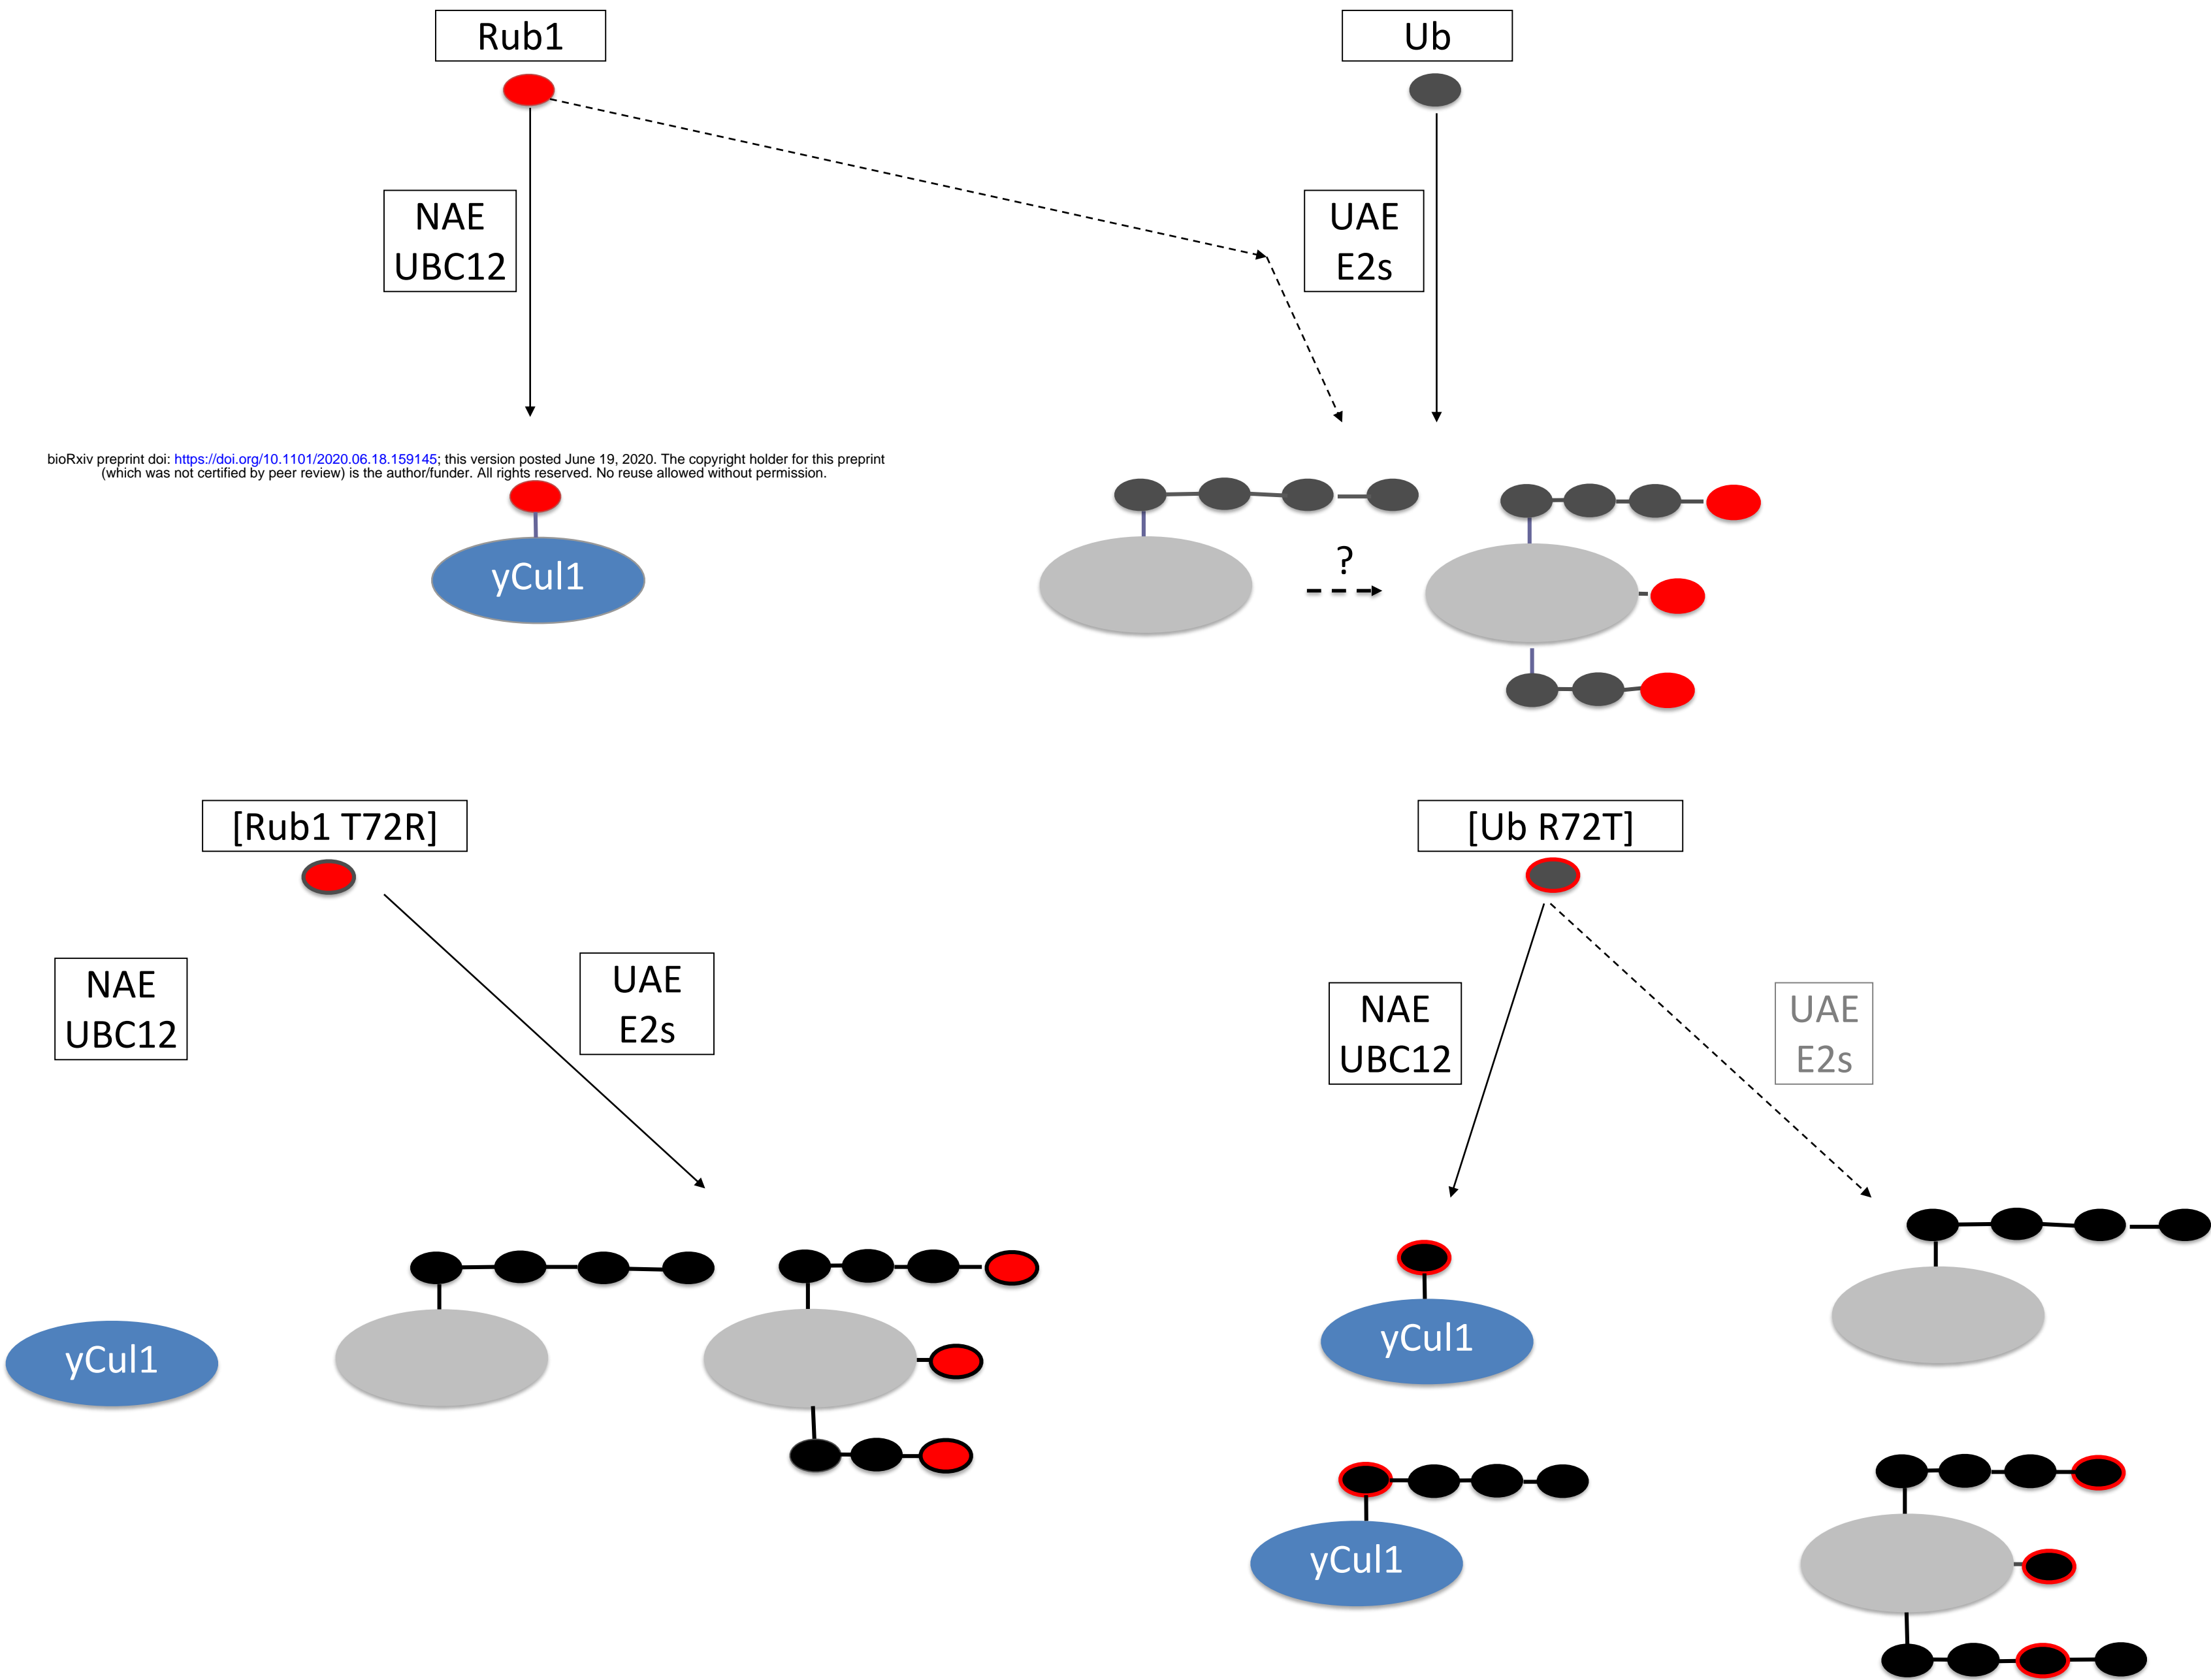 Rub1
Ub
NAE
UBC12
UAE
E2s
bioRxiv preprint doi: https://doi.org/10.1101/2020.06.18.159145; this version posted June 19, 2020. The copyright holder for this preprint
(which was not certified by peer review) is the author/funder. All rights reserved. No reuse allowed without permission.
yCul1
?
[Rub1 T72R]
[Ub R72T]
NAE
UBC12
UAE
E2s
NAE
UBC12
UAE
E2s
yCul1
yCul1
yCul1